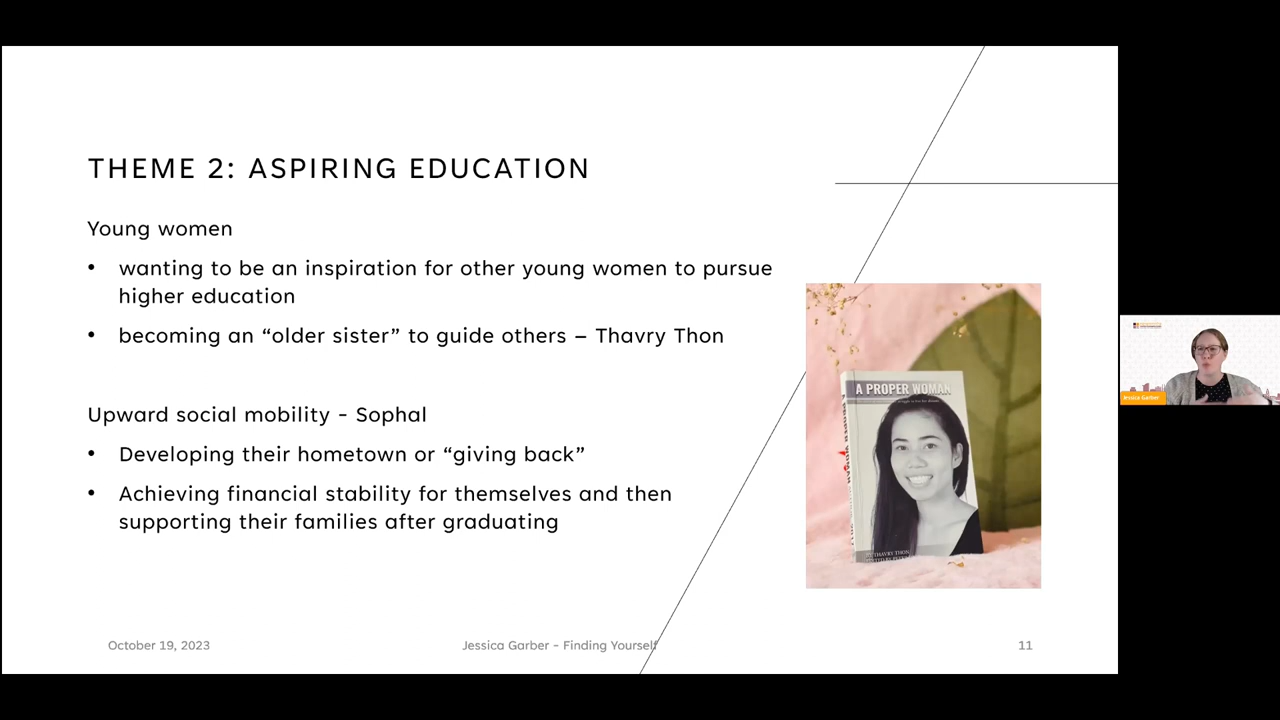 THEME 2: ASPIRING EDUCATION
Young women
• wanting to be an inspiration for other young women to pursue
higher education
• becoming an “older sister” to guide others – Thavry Thon
Upward social mobility - Sophal
• Developing their hometown or “giving back”
• Achieving financial stability for themselves and then
supporting their families after graduating
A PROPER WOMAN
THAVRY THON
October 19, 2023
Jessica Garber - Finding Yourself
11
Jessica Garber